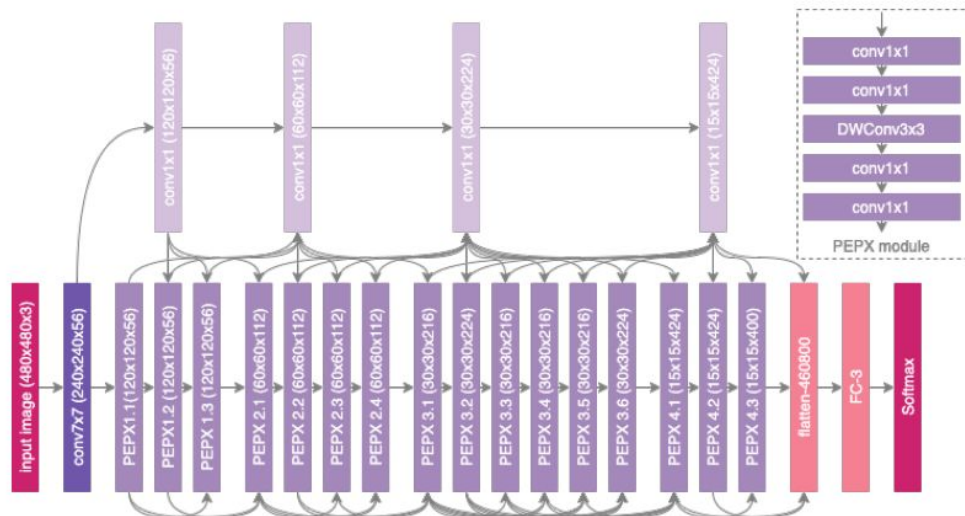 conv1x1 (120x120x56)
conv1x1 (60x60x112)
conv1x1 (30x30x224)
conv1x1 (15x15x424)
conv1x1
conv1x1
DWConv3x3
conv1x1
conv1x1
PEPX module
input image (480x480x3)
conv7x7 (240x240x56)
PEPX1.1(120x120x56)
PEPX1.2 (120x120x56)
PEPX 1.3 (120x120x56)
PEPX 2.1 (60x60x112)
PEPX 2.2 (60x60x112)
PEPX 2.3 (60x60x112)
PEPX 2.4 (60x60x112)
PEPX 3.1 (30x30x216)
PEPX 3.2 (30x30x224)
PEPX 3.3 (30x30x216)
PEPX 3.4 (30x30x216)
PEPX 3.5 (30x30x216)
PEPX 3.6 (30x30x224)
PEPX 4.1 (15x15x424)
PEPX 4.2 (15x15x424)
PEPX 4.3 (15x15x400)
flatten-460800
FC-3
Softmax